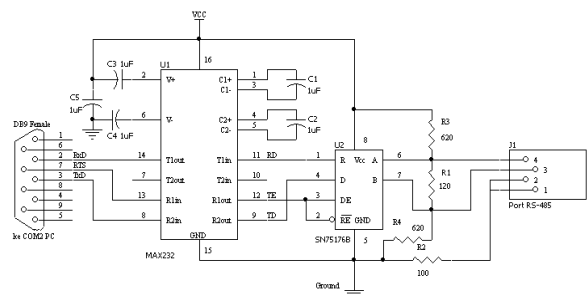 VCC
C3 1uF
U1
16
2
V+
C1+
1
C1-
3
C1
1uF
C5
1uF
6
V-
C2+
4
C2-
5
C2
1uF
C4 1uF
DB9 Female
1
6
2
RxD
7
RTS
3
TxD
8
4
9
5
ke COM2 PC
14
T1out
T1in
11
RD
7
T2out
T2in
10
13
R1in
R1out
12
TE
8
R2in
R2out
9
TD
GND
15
MAX232
U2
8
1
R
Vcc
A
6
4
D
B
7
3
DE
2
RE GND
SN75176B
5
R3
620
R1
120
R4
620
R2
100
J1
4
3
2
1
Port RS-485
Ground